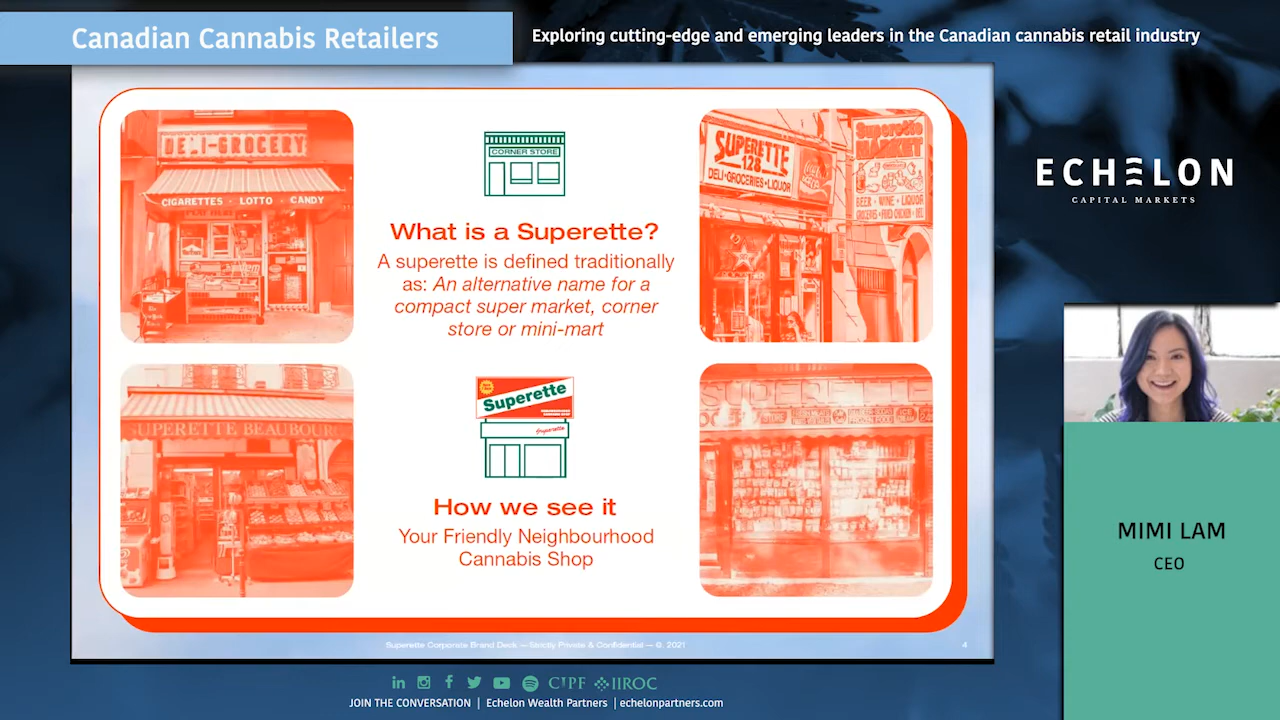 Canadian Cannabis Retailers
Exploring cutting-edge and emerging leaders in the Canadian cannabis retail industry
DELI-GROCERY
CIGARETTES · LOTTO · CANDY
CORNER STORE
What is a Superette?
A superette is defined traditionally
as: An alternative name for a
compact super market, corner
store or mini-mart
SUPERETTE
128
DELI·GROCERIES·LIQUOR
Superette
MARKET
BEER · WINE · LIQUOR
SUPERETTE BEAUBOURG
Superette
Superette
How we see it
Your Friendly Neighbourhood
Cannabis Shop
Superette Corporate Brand Deck — Strictly Private & Confidential — ©. 2021
4
ECHELON
CAPITAL MARKETS
MIMI LAM
CEO
CIPF
IIROC
JOIN THE CONVERSATION | Echelon Wealth Partners | echelonpartners.com